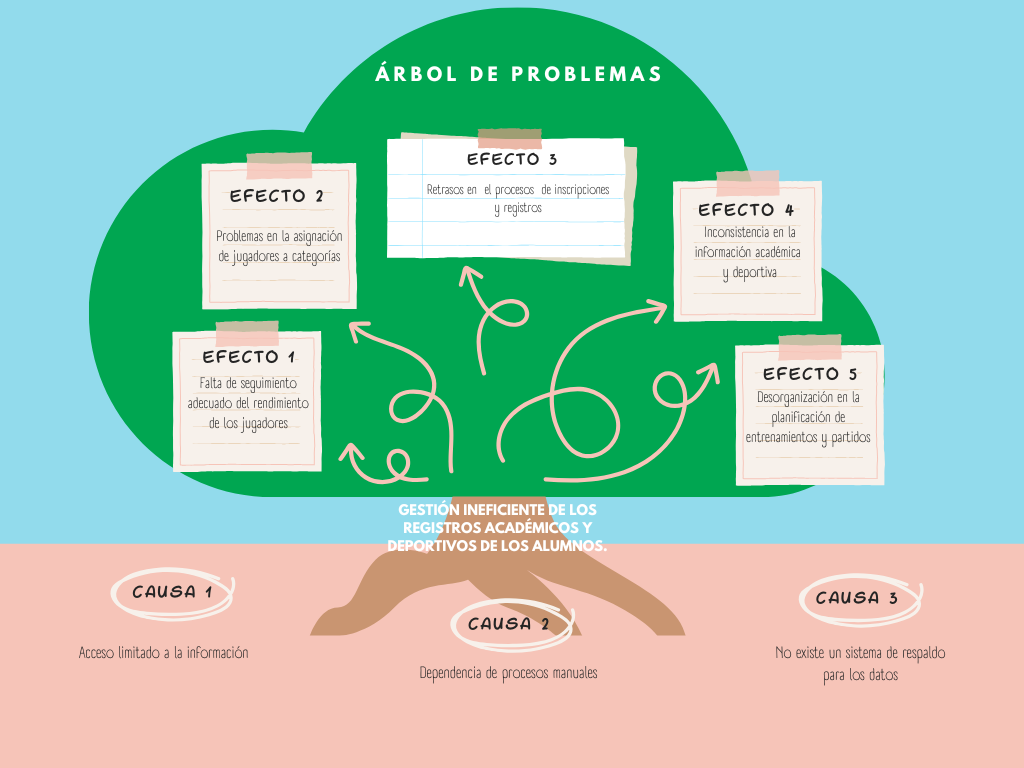 ÁRBOL DE PROBLEMAS
EFECTO 3
Retrasos en el procesos de inscripciones
y registros
EFECTO 2
Problemas en la asignación
de jugadores a categorías
EFECTO 4
Inconsistencia en la
información académica
y deportiva
EFECTO 1
Falta de seguimiento
adecuado del rendimiento
de los jugadores
EFECTO 5
Desorganización en la
planificación de
entrenamientos y partidos
GESTIÓN INEFICIENTE DE LOS
REGISTROS ACADÉMICOS Y
DEPORTIVOS DE LOS ALUMNOS.
CAUSA 1
Acceso limitado a la información
CAUSA 2
Dependencia de procesos manuales
CAUSA 3
No existe un sistema de respaldo
para los datos